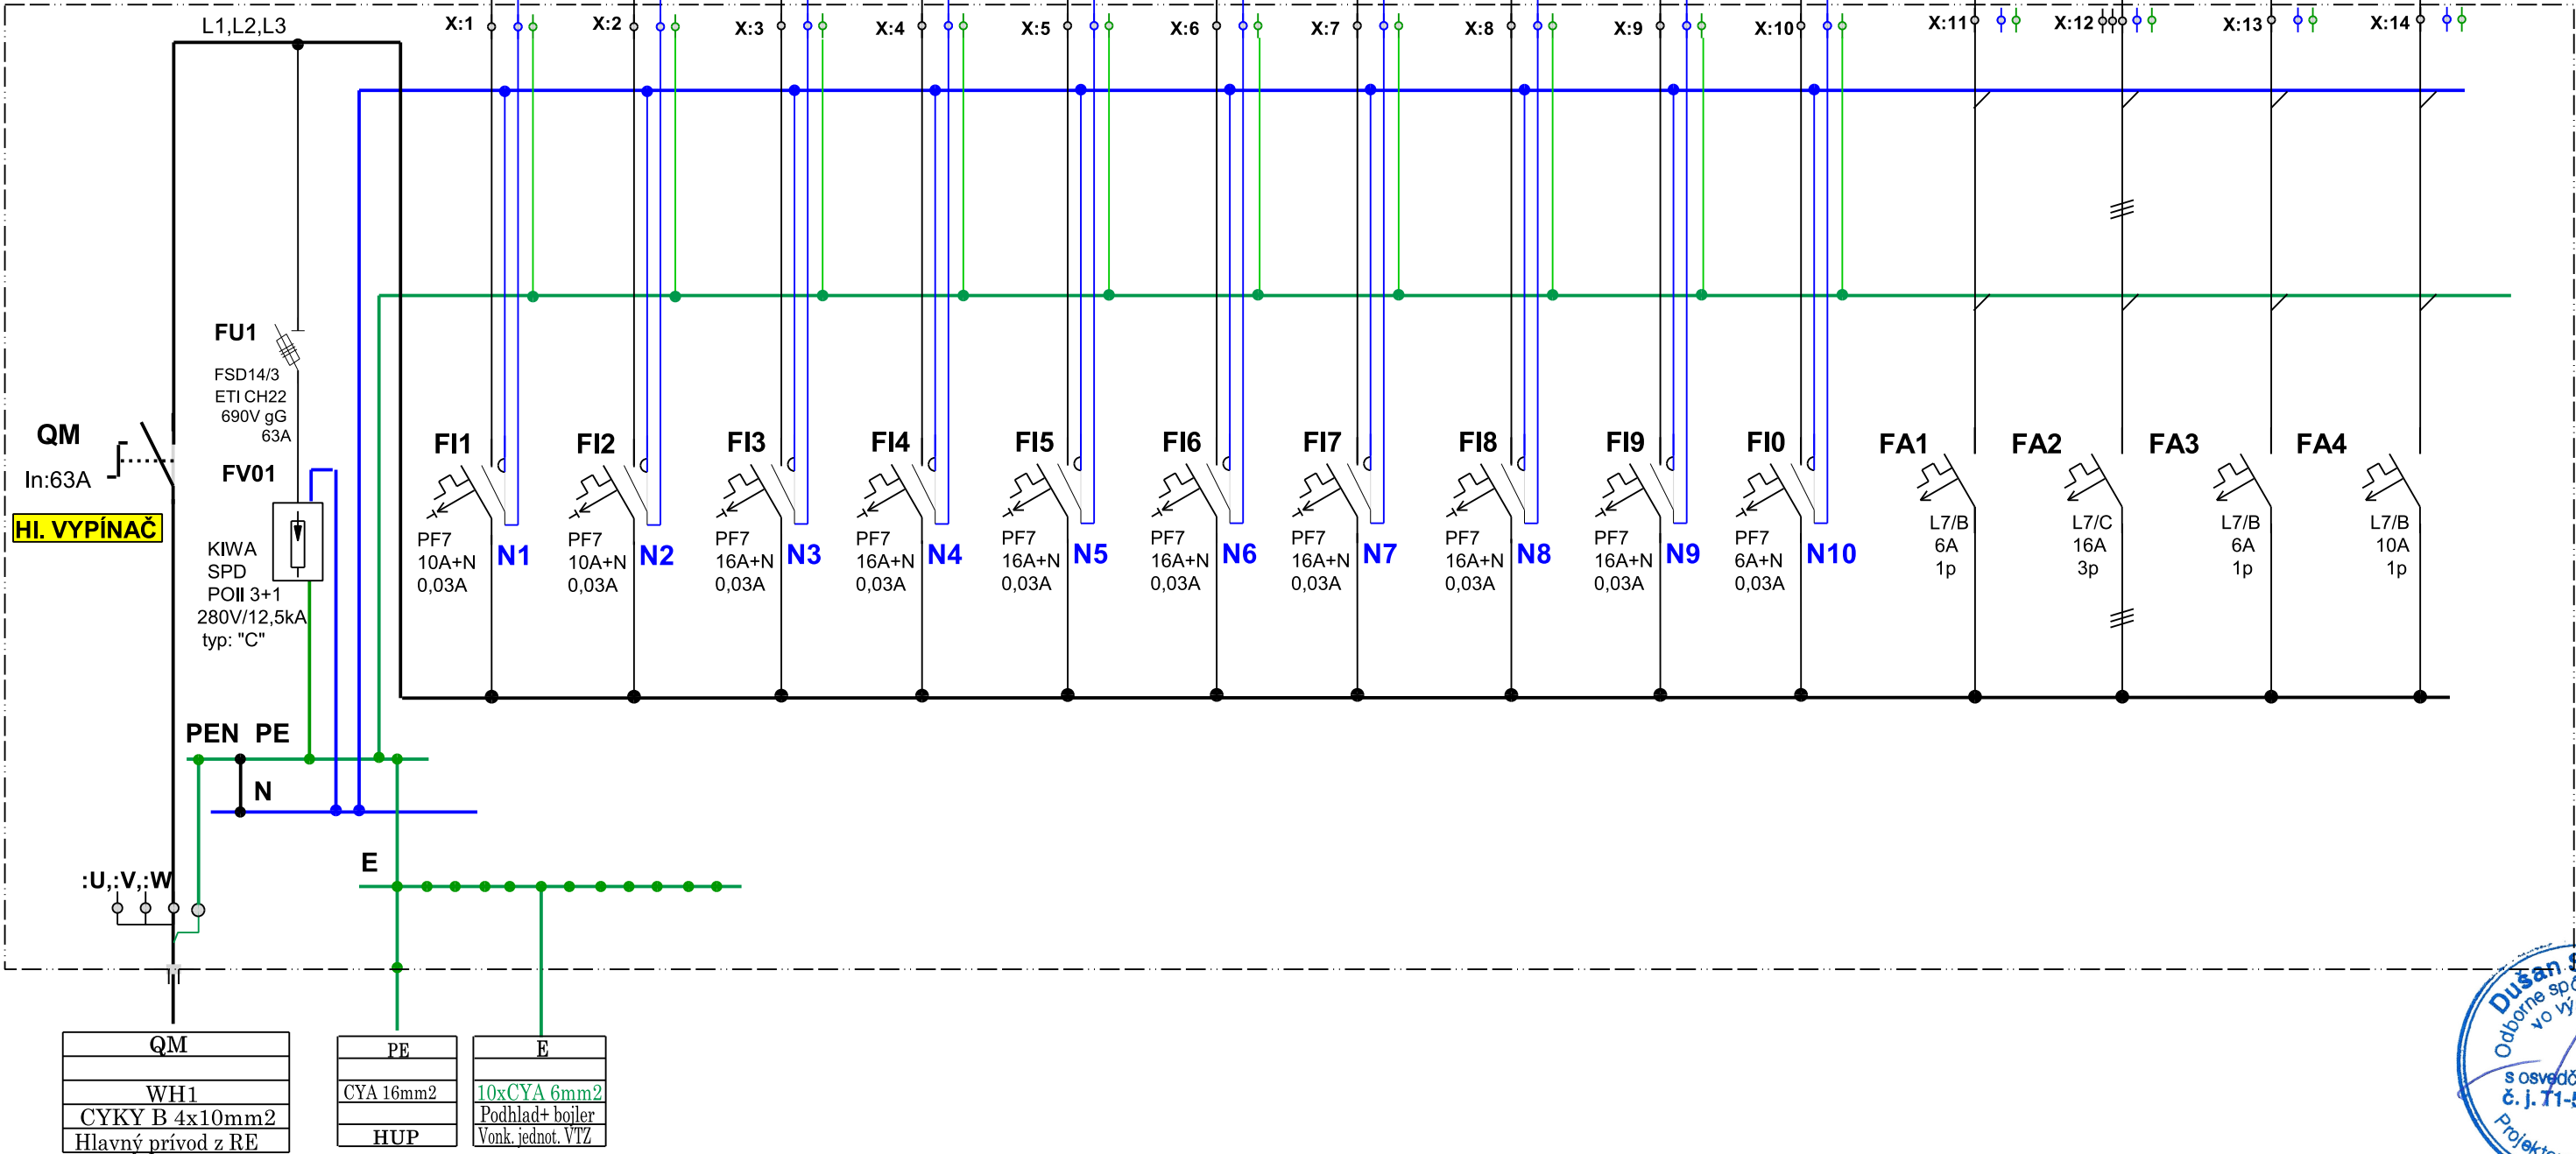 L1,L2,L3
X:1
X:2
X:3
X:4
X:5
X:6
X:7
X:8
X:9
X:10
X:11
X:12
X:13
X:14
FU1
FSD14/3
ETI CH22
690V gG
63A
QM
In:63A
HI. VYPÍNAČ
FV01
KIWA
SPD
POII 3+1
280V/12,5kA
typ: "C"
FI1
PF7
10A+N
0,03A
N1
FI2
PF7
10A+N
0,03A
N2
FI3
PF7
16A+N
0,03A
N3
FI4
PF7
16A+N
0,03A
N4
FI5
PF7
16A+N
0,03A
N5
FI6
PF7
16A+N
0,03A
N6
FI7
PF7
16A+N
0,03A
N7
FI8
PF7
16A+N
0,03A
N8
FI9
PF7
16A+N
0,03A
N9
FI0
PF7
6A+N
0,03A
N10
FA1
L7/B
6A
1p
FA2
L7/C
16A
3p
FA3
L7/B
6A
1p
FA4
L7/B
10A
1p
PEN PE
N
E
:U,:V,:W
QM
WH1
CYKY B 4x10mm2
Hlavný prívod z RE
PE
CYA 16mm2
HUP
E
10xCYA 6mm2
Podhlad+ bojler
Vonk. jednot. VTZ
Dušan
Odborne
vo
č. j. T1-